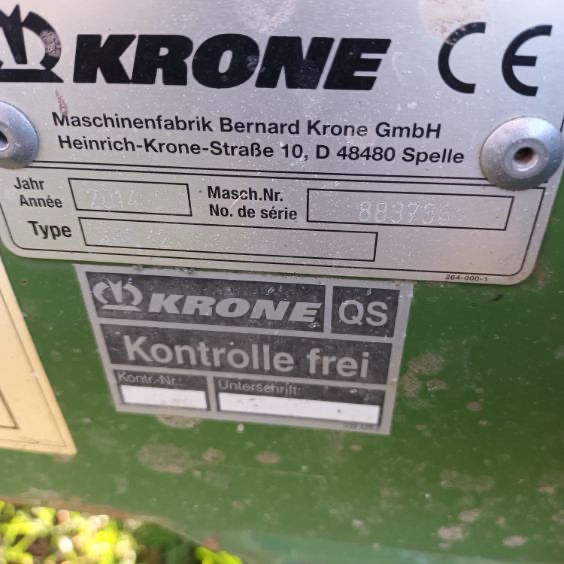 KRONE CE
Maschinenfabrik Bernard Krone GmbH
Heinrich-Krone-Straße 10, D 48480 Spelle
Jahr
Année 2014
Masch.Nr.
No. de série
Type
264-000-1
KRONE QS
Kontrolle frei
Kontr.-Nr.: Unterschrift: